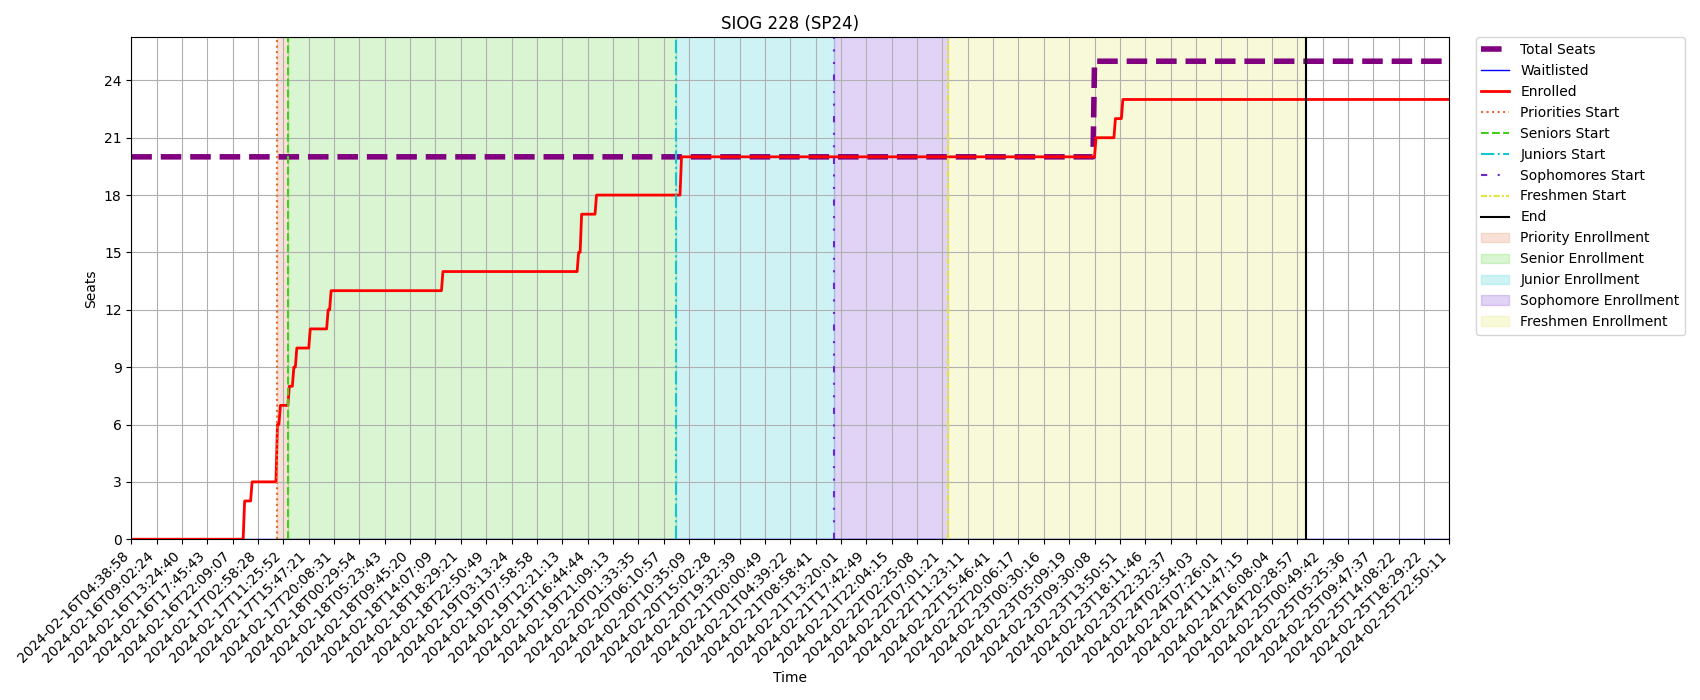 SIOG 228 (SP24)
Total Seats
Waitlisted
Enrolled
Priorities Start
Seniors Start
Juniors Start
Sophomores Start
Freshmen Start
End
Priority Enrollment
Senior Enrollment
Junior Enrollment
Sophomore Enrollment
Freshmen Enrollment
Seats
24
21
18
15
12
9
6
3
0
2024-02-16T04:38:58
2024-02-16T09:02:24
2024-02-16T13:24:40
2024-02-16T17:45:43
2024-02-16T22:09:07
2024-02-17T02:58:28
2024-02-17T11:25:52
2024-02-17T15:47:21
2024-02-17T20:08:31
2024-02-18T00:29:54
2024-02-18T05:23:43
2024-02-18T09:45:20
2024-02-18T14:07:09
2024-02-18T18:29:21
2024-02-18T22:50:49
2024-02-19T03:13:24
2024-02-19T07:58:58
2024-02-19T12:21:13
2024-02-19T16:44:44
2024-02-19T21:09:13
2024-02-20T01:33:35
2024-02-20T06:10:57
2024-02-20T10:35:09
2024-02-20T15:02:28
2024-02-20T19:32:39
2024-02-21T00:00:49
2024-02-21T04:39:22
2024-02-21T08:58:41
2024-02-21T13:20:01
2024-02-21T17:42:49
2024-02-21T22:04:15
2024-02-22T02:25:08
2024-02-22T07:01:21
2024-02-22T11:23:11
2024-02-22T15:46:41
2024-02-22T20:06:17
2024-02-23T00:30:16
2024-02-23T05:09:19
2024-02-23T09:30:08
2024-02-23T13:50:51
2024-02-23T18:11:46
2024-02-23T22:32:37
2024-02-24T02:54:03
2024-02-24T07:26:01
2024-02-24T11:47:15
2024-02-24T16:08:04
2024-02-24T20:28:57
2024-02-25T00:49:42
2024-02-25T05:25:36
2024-02-25T09:47:37
2024-02-25T14:08:22
2024-02-25T18:29:22
2024-02-25T22:50:11
Time